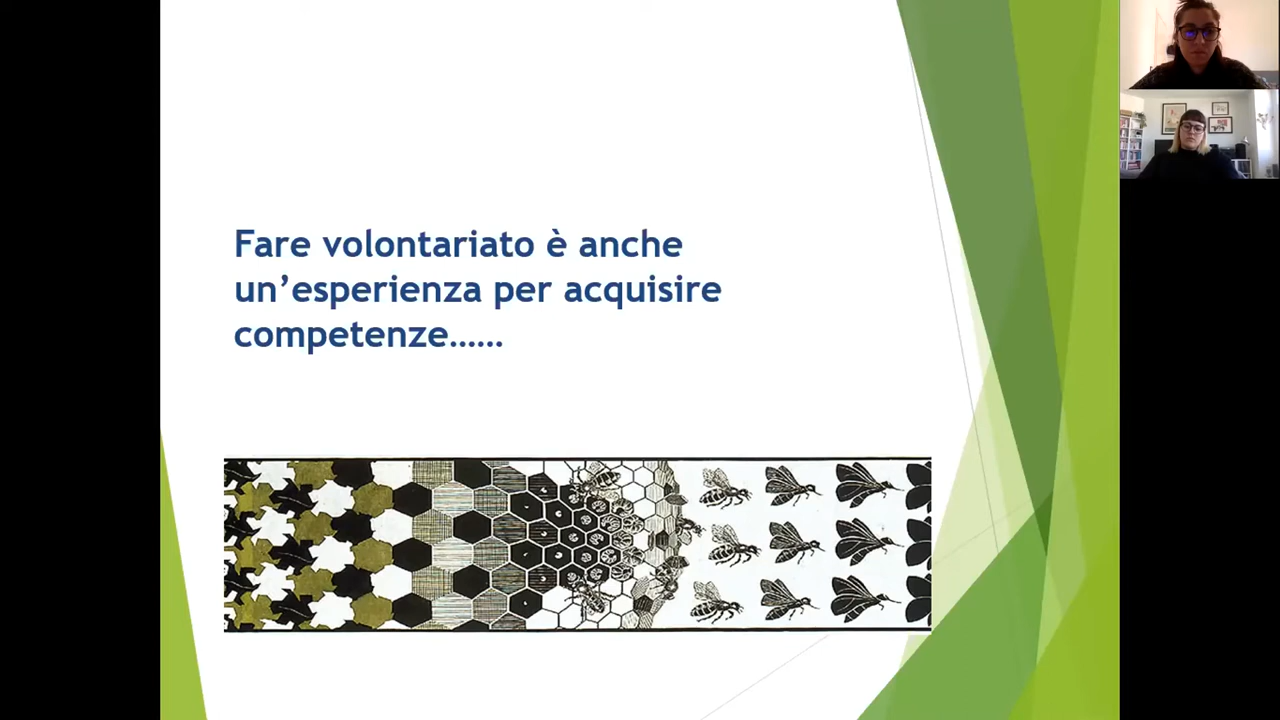 Fare volontariato è anche
un’esperienza per acquisire
competenze……